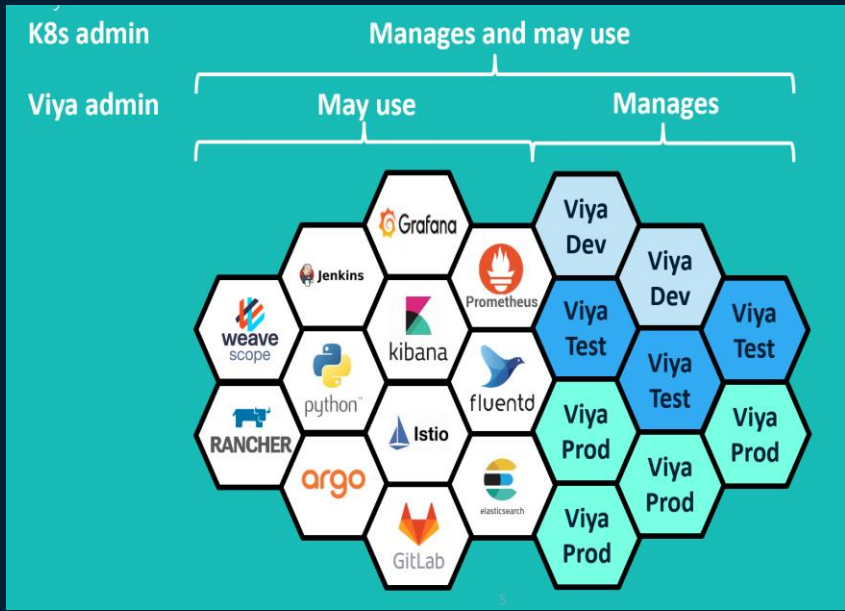 K8s admin
Manages and may use
Viya admin
May use
Manages
Grafana
Viya
Dev
Jenkins
Prometheus
Viya
Dev
weave
scope
kibana
Viya
Test
Viya
Test
python
fluentd
Viya
Test
RANCHER
Istio
Viya
Prod
Viya
Prod
argo
elasticsearch
Viya
Prod
GitLab
Viya
Prod
5